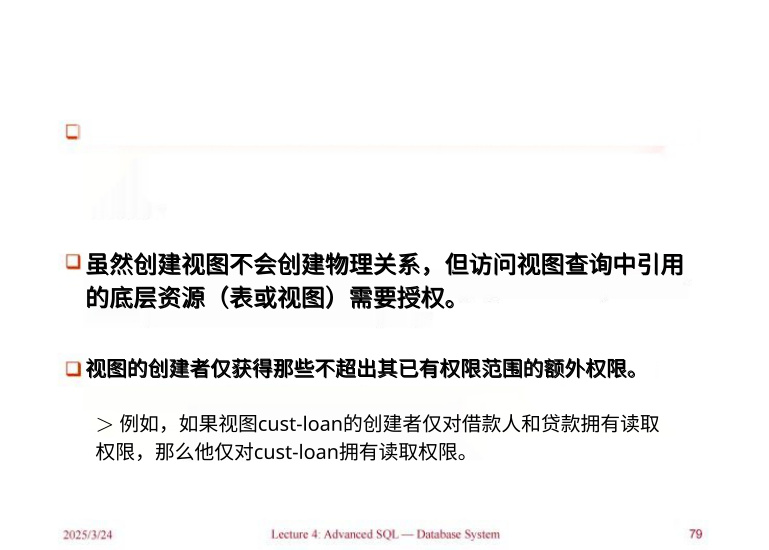 虽然创建视图不会创建物理关系，但访问视图查询中引用
的底层资源（表或视图）需要授权。
视图的创建者仅获得那些不超出其已有权限范围的额外权限。
＞ 例如，如果视图cust-loan的创建者仅对借款人和贷款拥有读取
权限，那么他仅对cust-loan拥有读取权限。
2025/3/24 Lecture 4: Advanced SQL — Database System 79